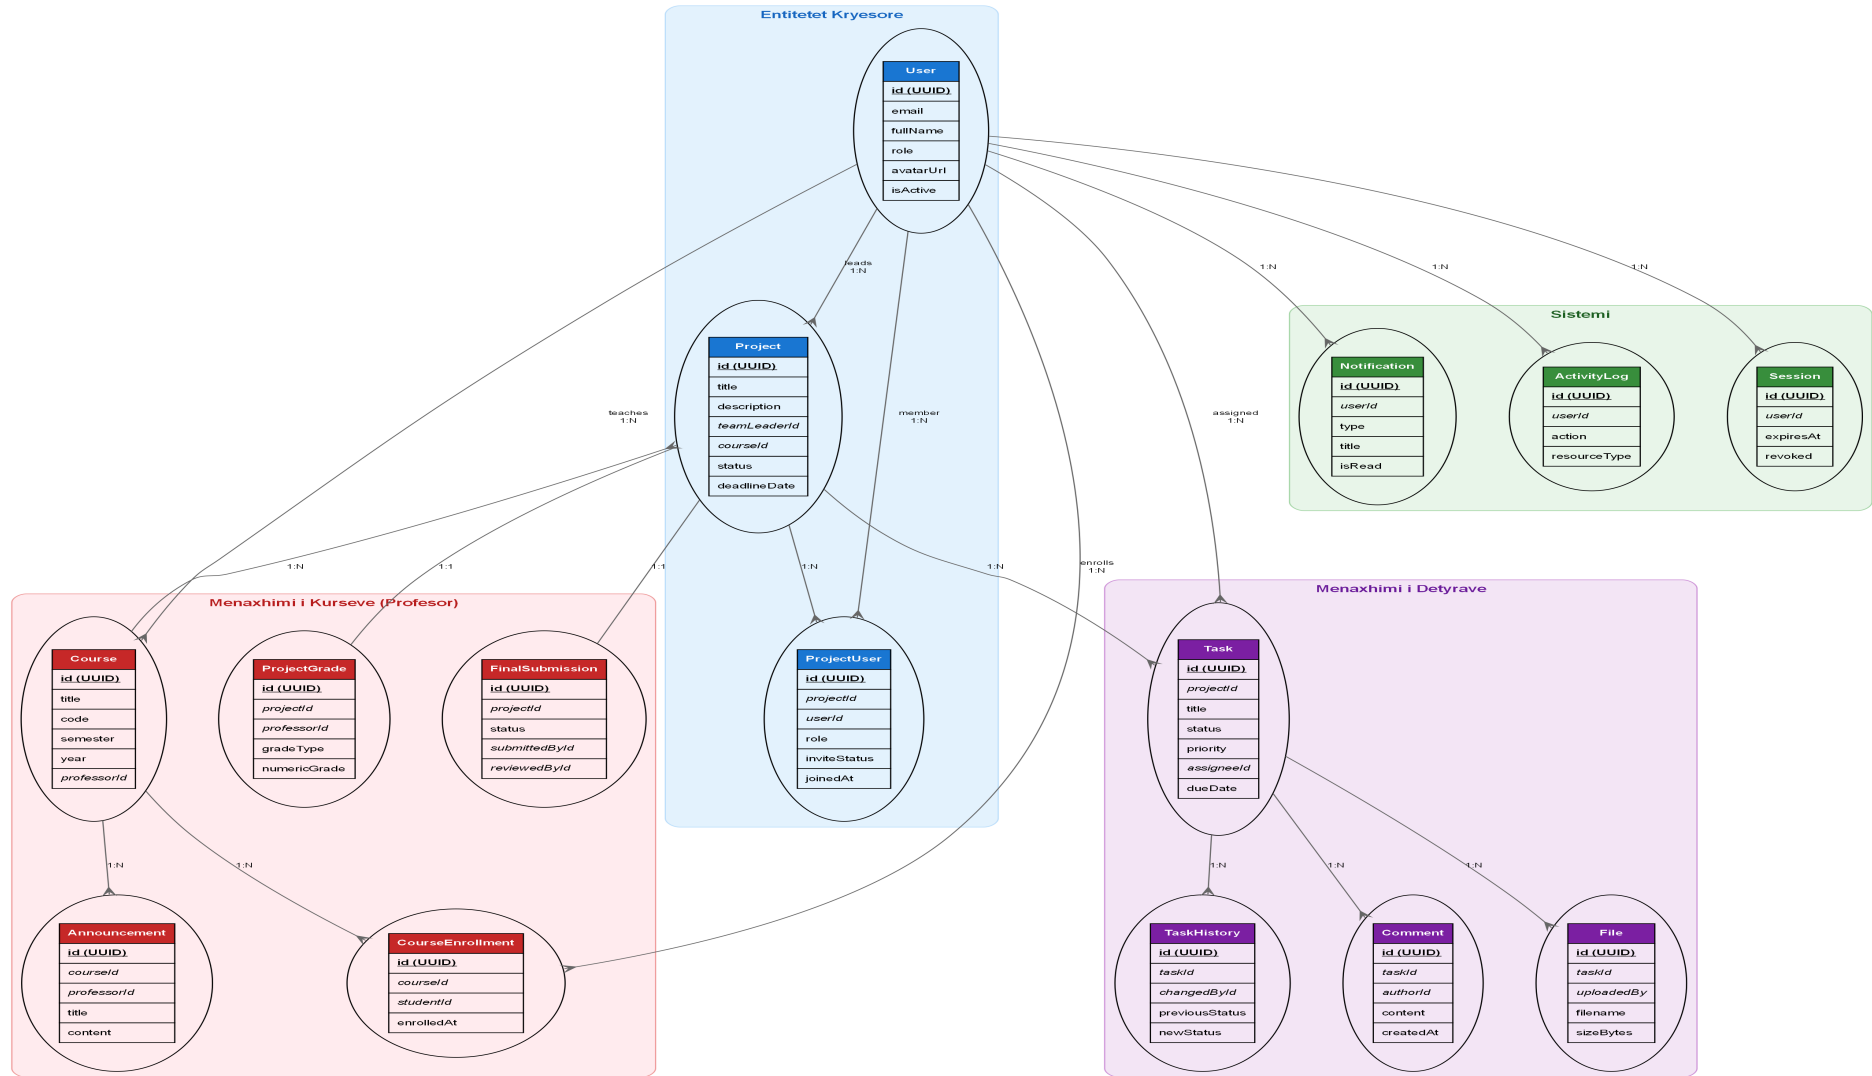 Entitetet Kryesore
User
id (UUID)
email
fullName
role
avatarUrl
isActive
leads
1:N
1:N
1:N
1:N
Sistemi
Project
id (UUID)
title
description
teamLeaderId
courseId
status
deadlineDate
teaches
1:N
member
1:N
assigned
1:N
Notification
id (UUID)
userId
type
title
isRead
ActivityLog
id (UUID)
userId
action
resourceType
Session
id (UUID)
userId
expiresAt
revoked
1:N
1:1
1:1
1:N
1:N
enrolls
1:N
Menaxhimi i Kurseve (Profesor)
Course
id (UUID)
title
code
semester
year
professorId
ProjectGrade
id (UUID)
projectId
professorId
gradeType
numericGrade
FinalSubmission
id (UUID)
projectId
status
submittedById
reviewedById
ProjectUser
id (UUID)
projectId
userId
role
inviteStatus
joinedAt
Menaxhimi i Detyrave
Task
id (UUID)
projectId
title
status
priority
assigneeId
dueDate
1:N
1:N
1:N
1:N
1:N
Announcement
id (UUID)
courseId
professorId
title
content
CourseEnrollment
id (UUID)
courseId
studentId
enrolledAt
TaskHistory
id (UUID)
taskId
changedById
previousStatus
newStatus
Comment
id (UUID)
taskId
authorId
content
createdAt
File
id (UUID)
taskId
uploadedBy
filename
sizeBytes